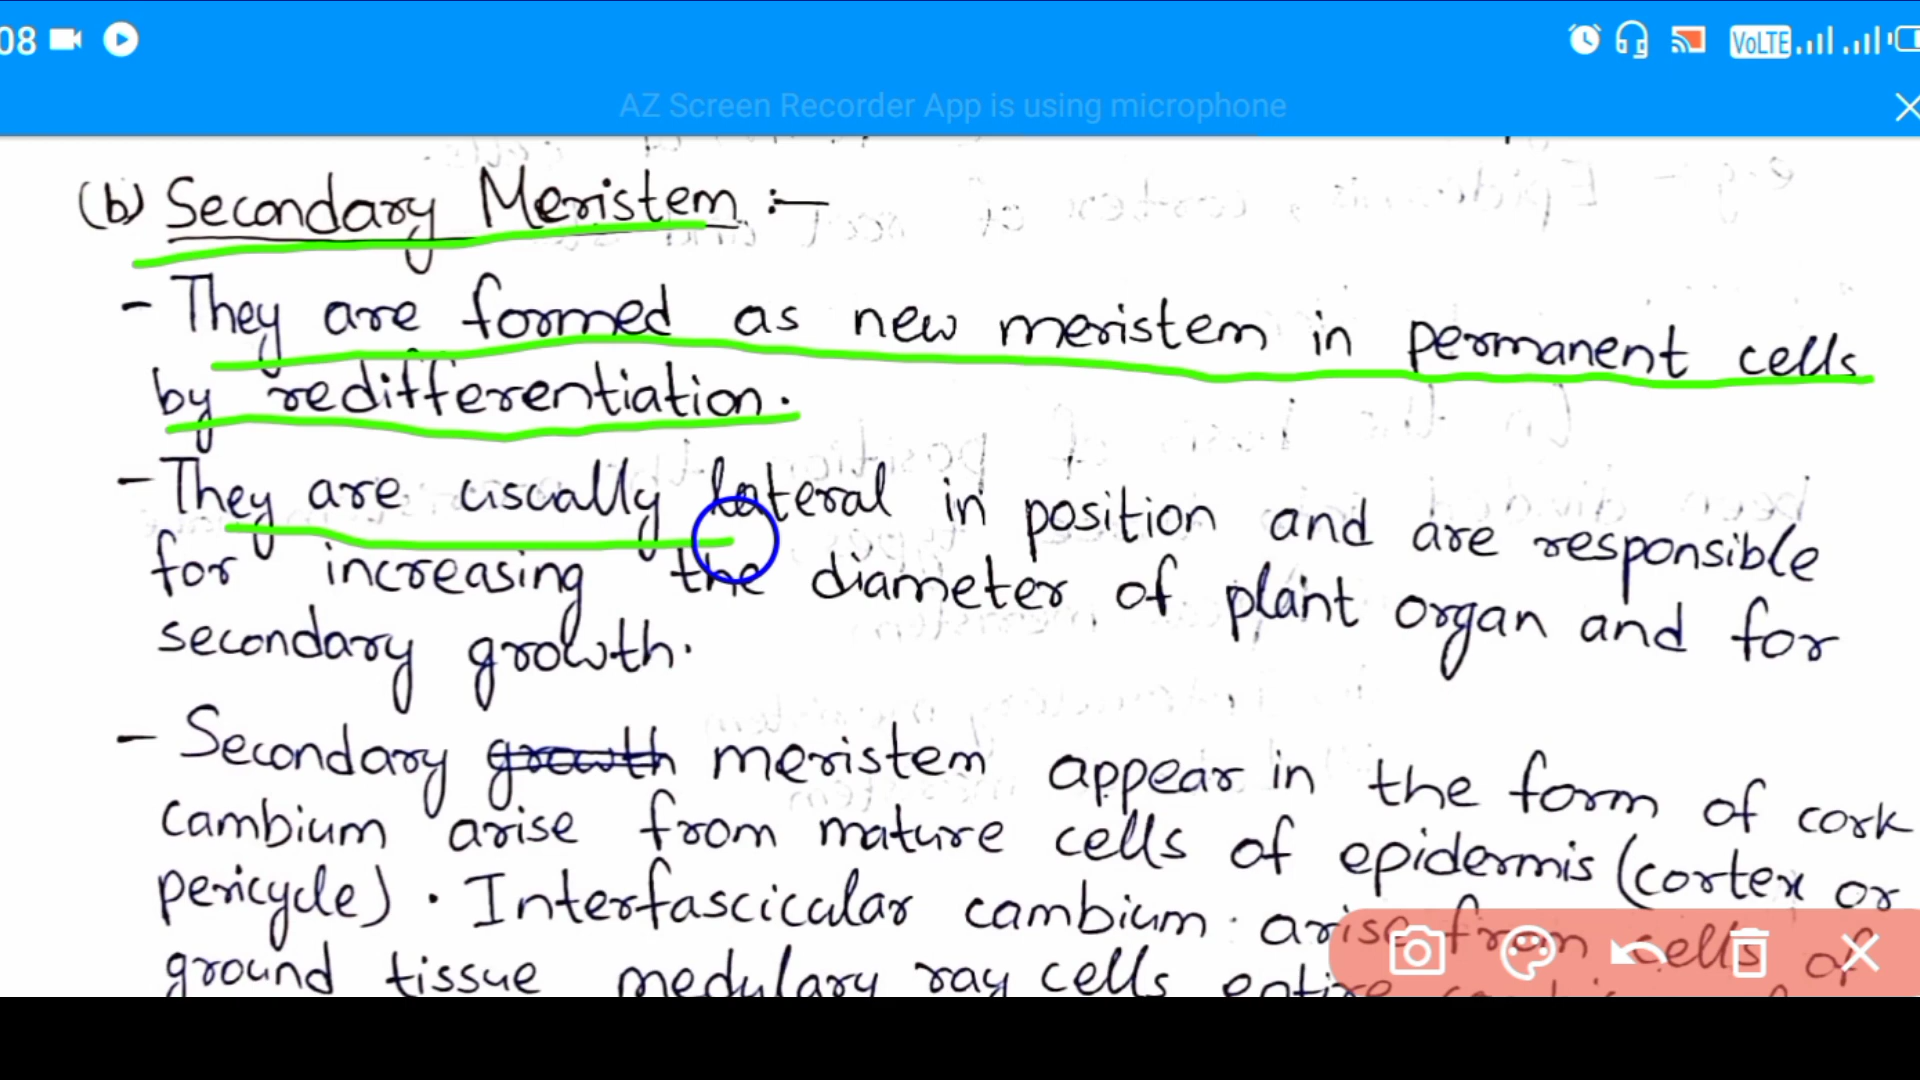 08
VoLTE
AZ Screen Recorder App is using microphone
(b) Secondary Meristem :-
- They are formed as new meristem in permanent cells
by redifferentiation.
- They are usually lateral in position and are responsible
for increasing the diameter of plant organ and for
secondary growth.
- Secondary growth meristem appear in the form of cork
cambium arise from mature cells of epidermis (cortex or
pericycle) . Interfascicular cambium arise from cells of
ground tissue medulary ray cells entire